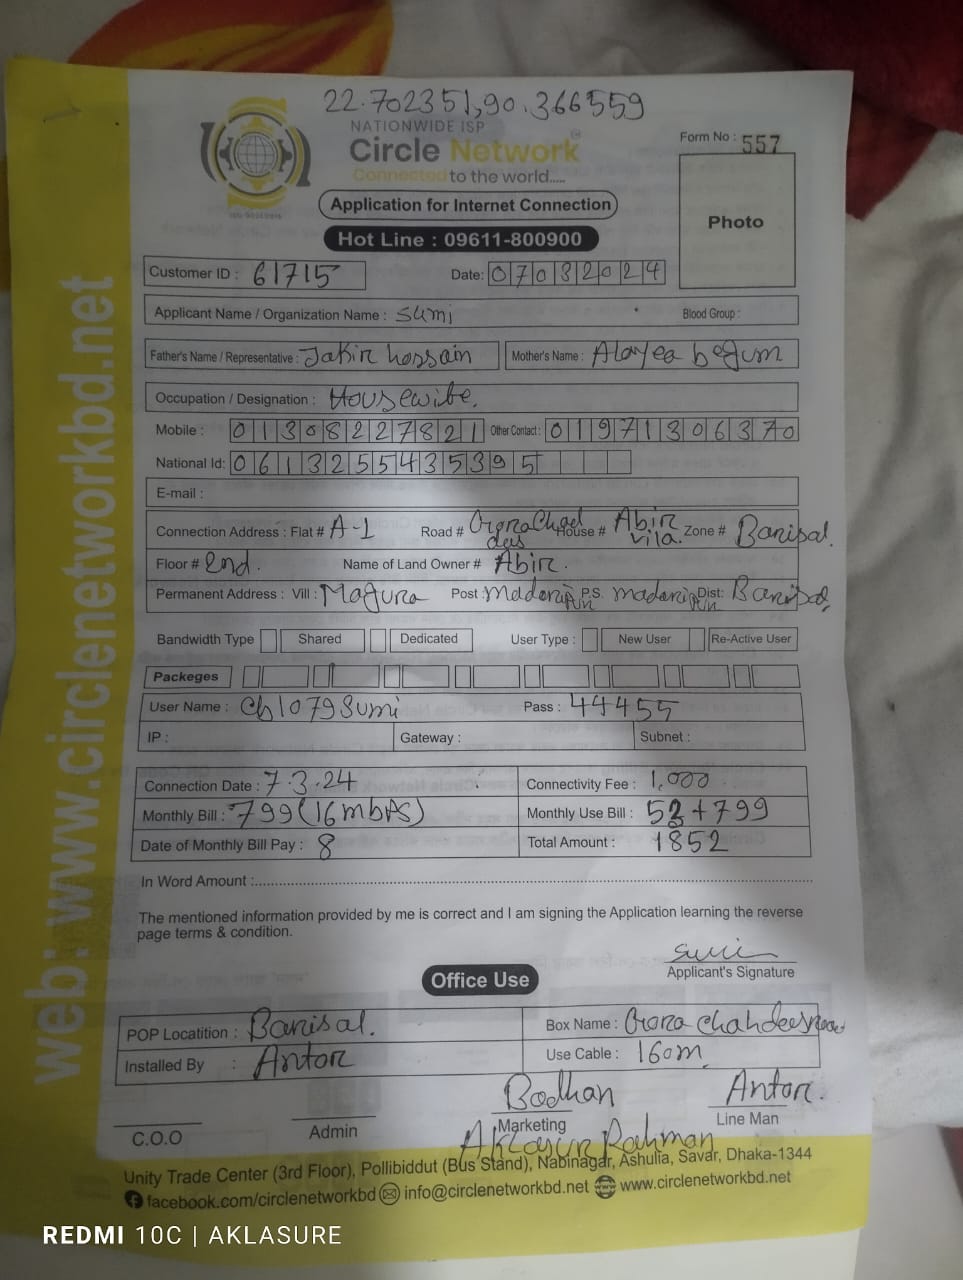 22.702351,90.366559
NATIONWIDE ISP
Circle Network
Connected to the world.....
Form No : 557
Photo
Application for Internet Connection
Hot Line : 09611-800900
Customer ID : 61715
Date: 07032024
Applicant Name / Organization Name : Sumi
Blood Group :
Father's Name / Representative : Jakir hossain
Mother's Name : Alayea begum
Occupation / Designation : Housewibe.
Mobile : 01308227821 Other Contact : 01971306370
National Id: 0613255435395
E-mail :
Connection Address : Flat # A-1 Road # House # Abir vila. Zone # Barisal.
Floor # 2nd. Name of Land Owner # Abir.
Permanent Address : Vill : Magura Post : P.S. Dist: Barisal,
Bandwidth Type Shared Dedicated User Type : New User Re-Active User
Packeges
User Name : Cb1079Sumi Pass : 44455
IP : Gateway : Subnet :
Connection Date : 7.3.24 Connectivity Fee : 1,000
Monthly Bill : 799(16mbps) Monthly Use Bill : 53+799
Date of Monthly Bill Pay : 8 Total Amount : 1852
In Word Amount :
The mentioned information provided by me is correct and I am signing the Application learning the reverse
page terms & condition.
Sumi
Applicant's Signature
Office Use
POP Locatition : Barisal. Box Name :
Installed By : Antor Use Cable : 160m
Bodhan Antor.
C.O.O Admin Marketing Line Man
Aklasur Rahman
Unity Trade Center (3rd Floor), Pollibiddut (Bus Stand), Nabinagar, Ashulia, Savar, Dhaka-1344
facebook.com/circlenetworkbd info@circlenetworkbd.net www.circlenetworkbd.net
web: www.circlenetworkbd.net
REDMI 10C | AKLASURE